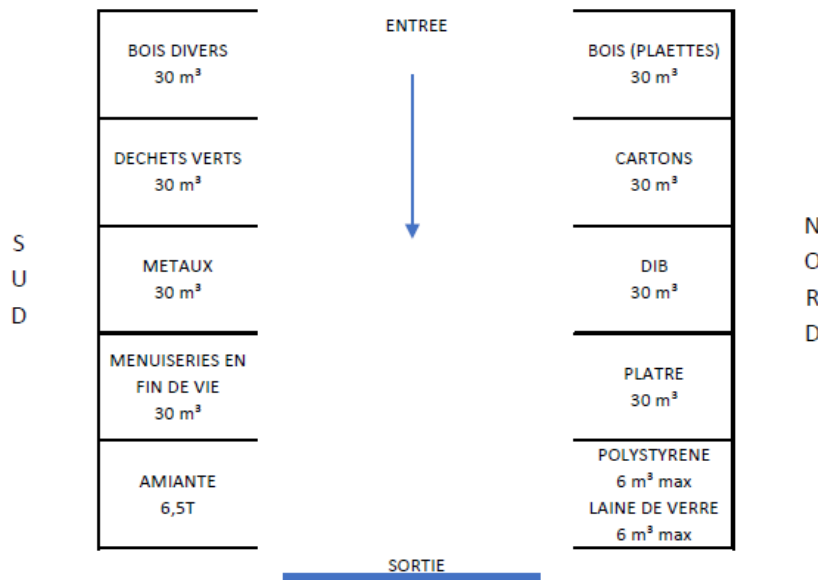 ENTREE
BOIS DIVERS
30 m³
DECHETS VERTS
30 m³
METAUX
30 m³
MENUISERIES EN
FIN DE VIE
30 m³
AMIANTE
6,5T
BOIS (PLAETTES)
30 m³
CARTONS
30 m³
DIB
30 m³
PLATRE
30 m³
POLYSTYRENE
6 m³ max
LAINE DE VERRE
6 m³ max
S
U
D
N
O
R
D
SORTIE